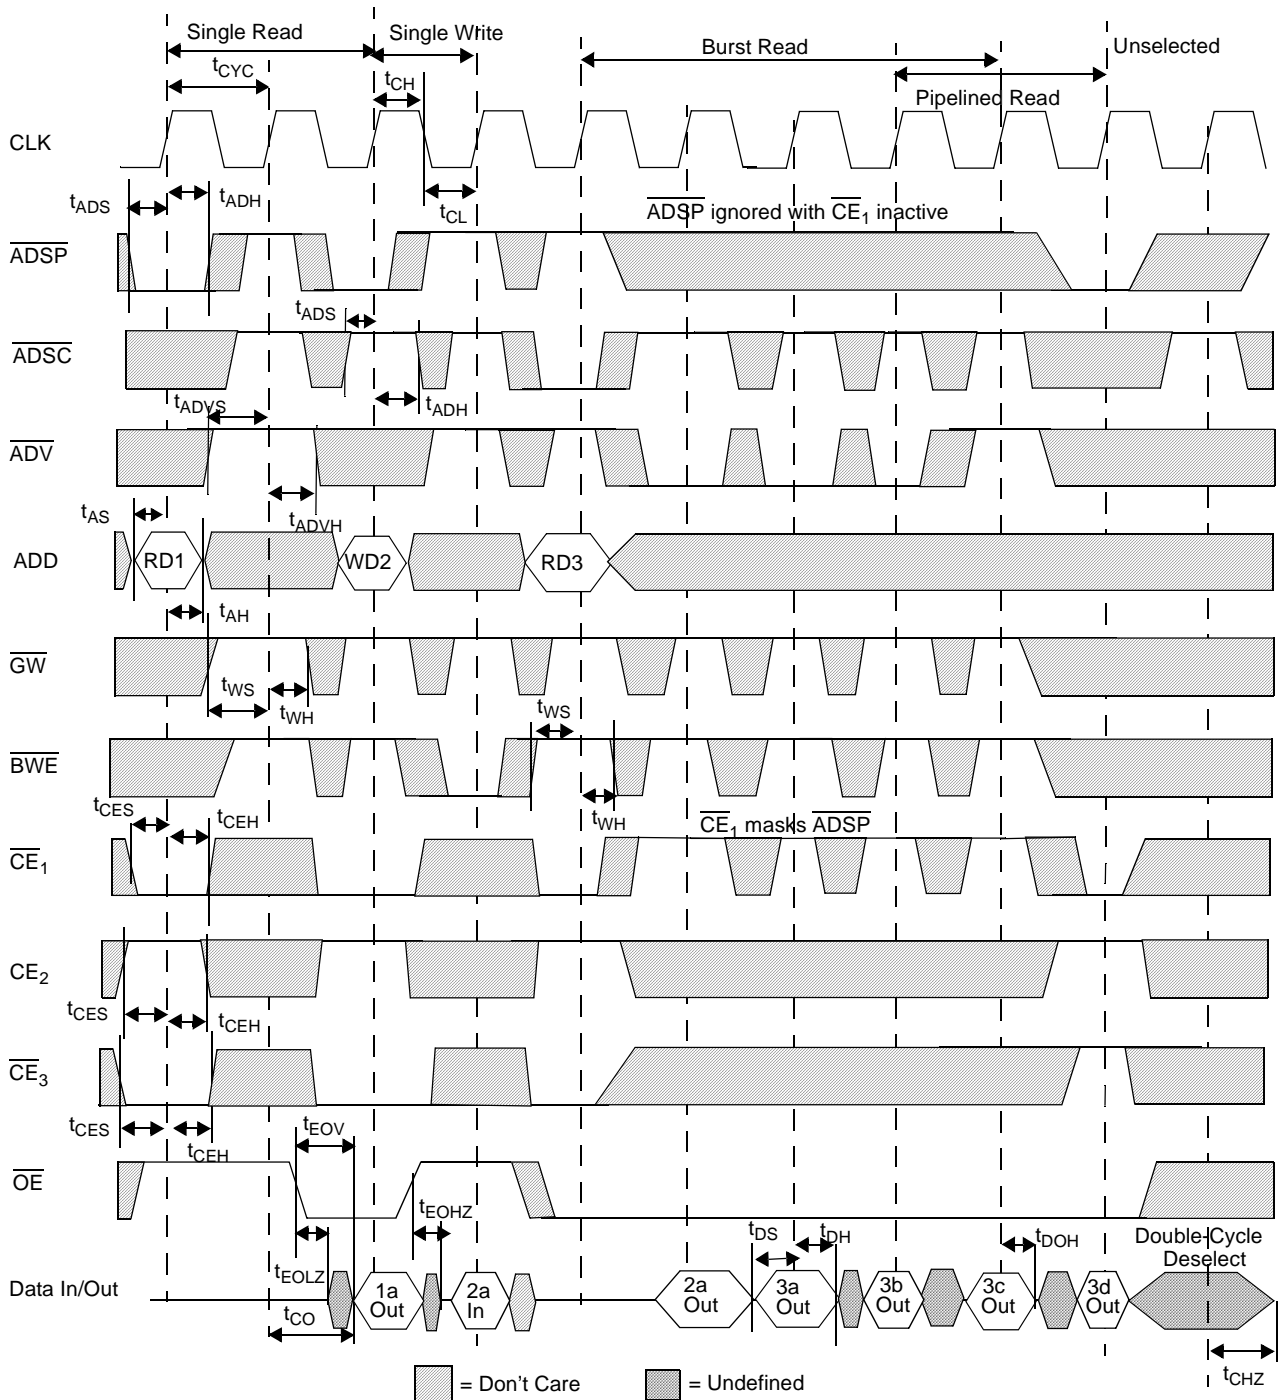 Single Read
Single Write
Burst Read
Unselected
tCYC
tCH
Pipelined Read
CLK
tADS
tADH
tCL
ADSP ignored with CE1 inactive
ADSP
tADS
ADSC
tADVS
tADH
ADV
tAS
tADVH
ADD
RD1
WD2
RD3
tAH
GW
tWS
tWH
tWS
BWE
tCES
tCEH
tWH
CE1 masks ADSP
CE1
CE2
tCES
tCEH
CE3
tCES
tCEH
tEOV
OE
tEOHZ
tDS
tDH
tDOH
Double-Cycle
Deselect
tEOLZ
Data In/Out
1a
Out
2a
In
2a
Out
3a
Out
3b
Out
3c
Out
3d
Out
tCO
tCHZ
= Don't Care
= Undefined